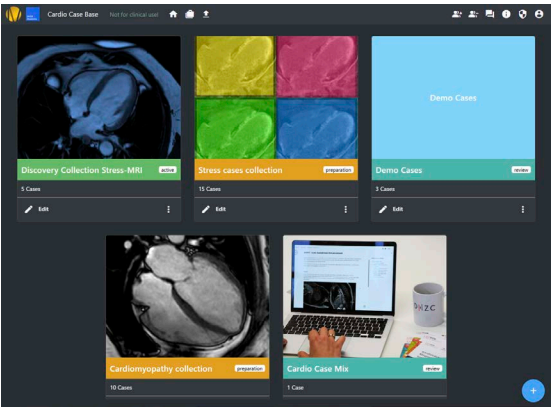 Cardio Case Base Not for clinical use
Demo Cases
Discovery Collection Stress-MRI active
5 Cases
Edit
Stress cases collection preparation
15 Cases
Edit
Demo Cases review
3 Cases
Edit
Cardiomyopathy collection preparation
10 Cases
DHZC
Cardio Case Mix review
1 Case